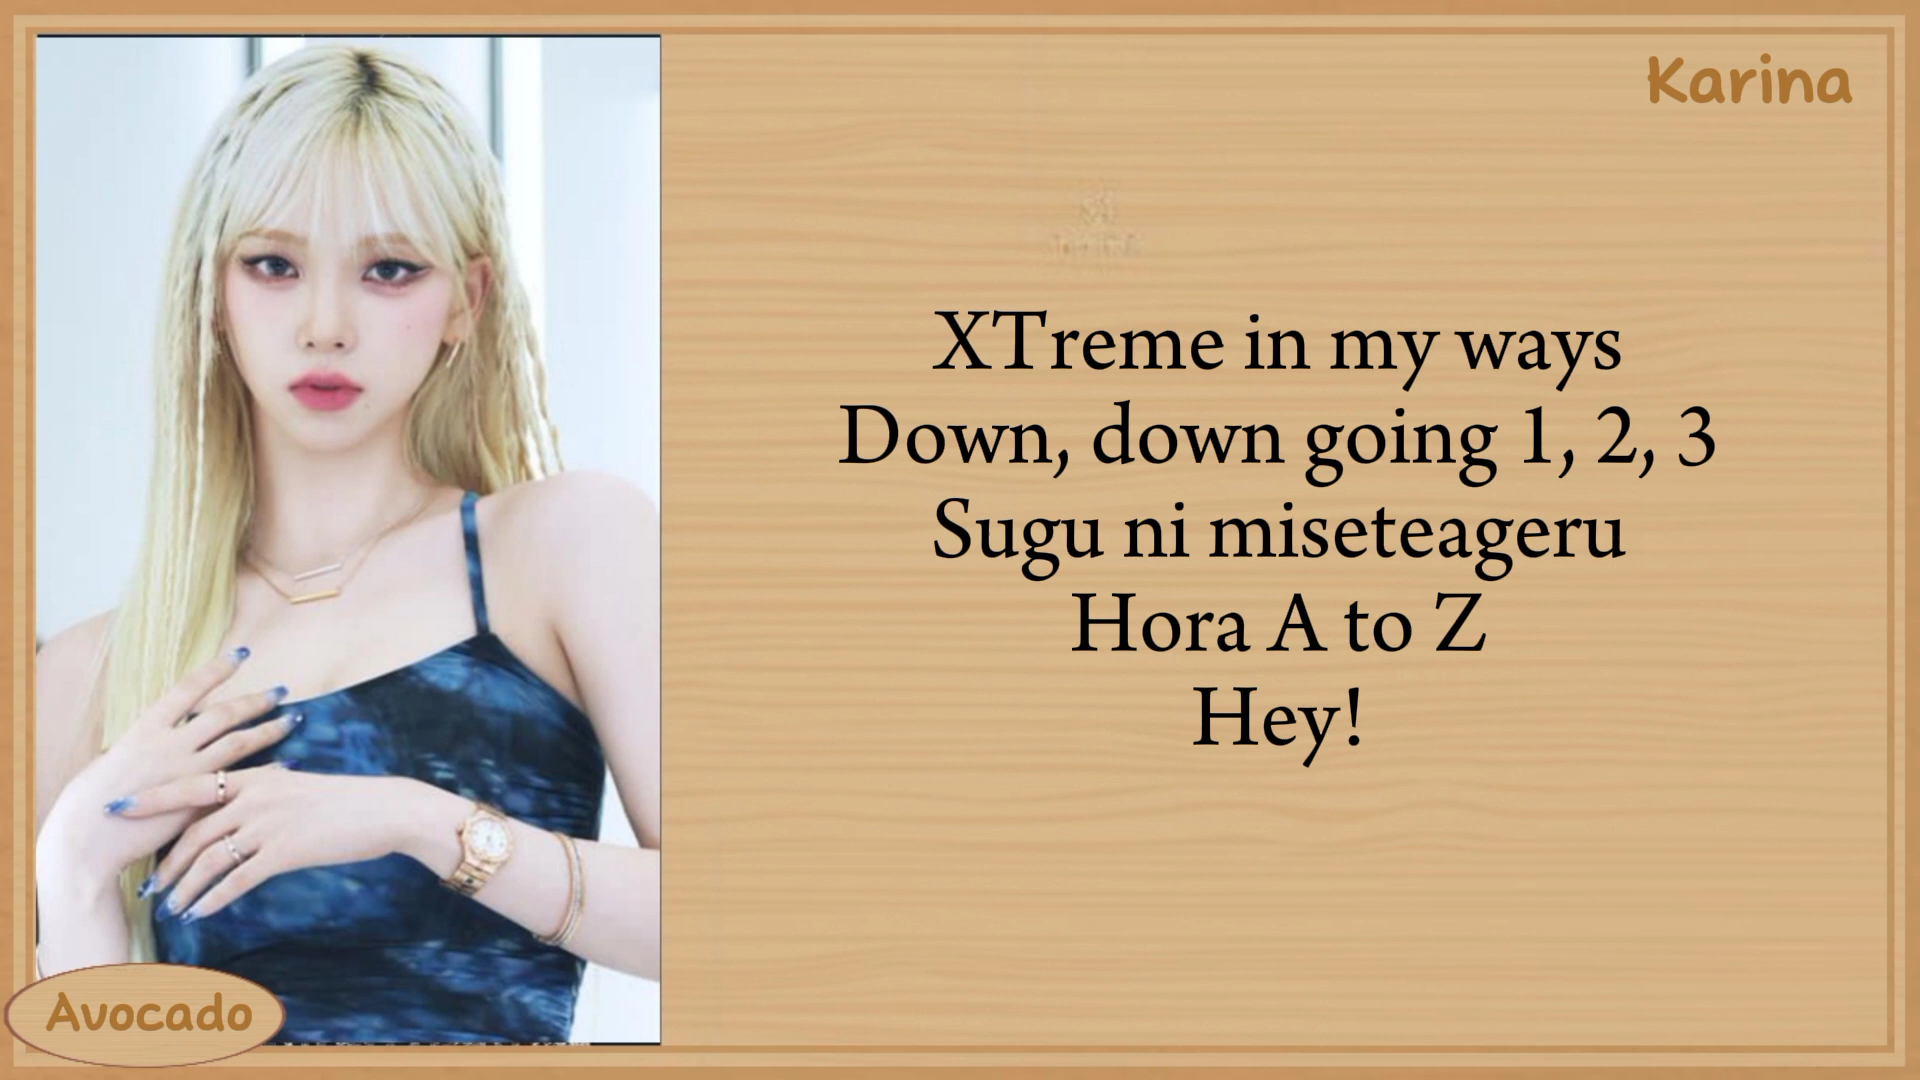 Karina
XTreme in my ways
Down, down going 1, 2, 3
Sugu ni miseteageru
Hora A to Z
Hey!
Avocado